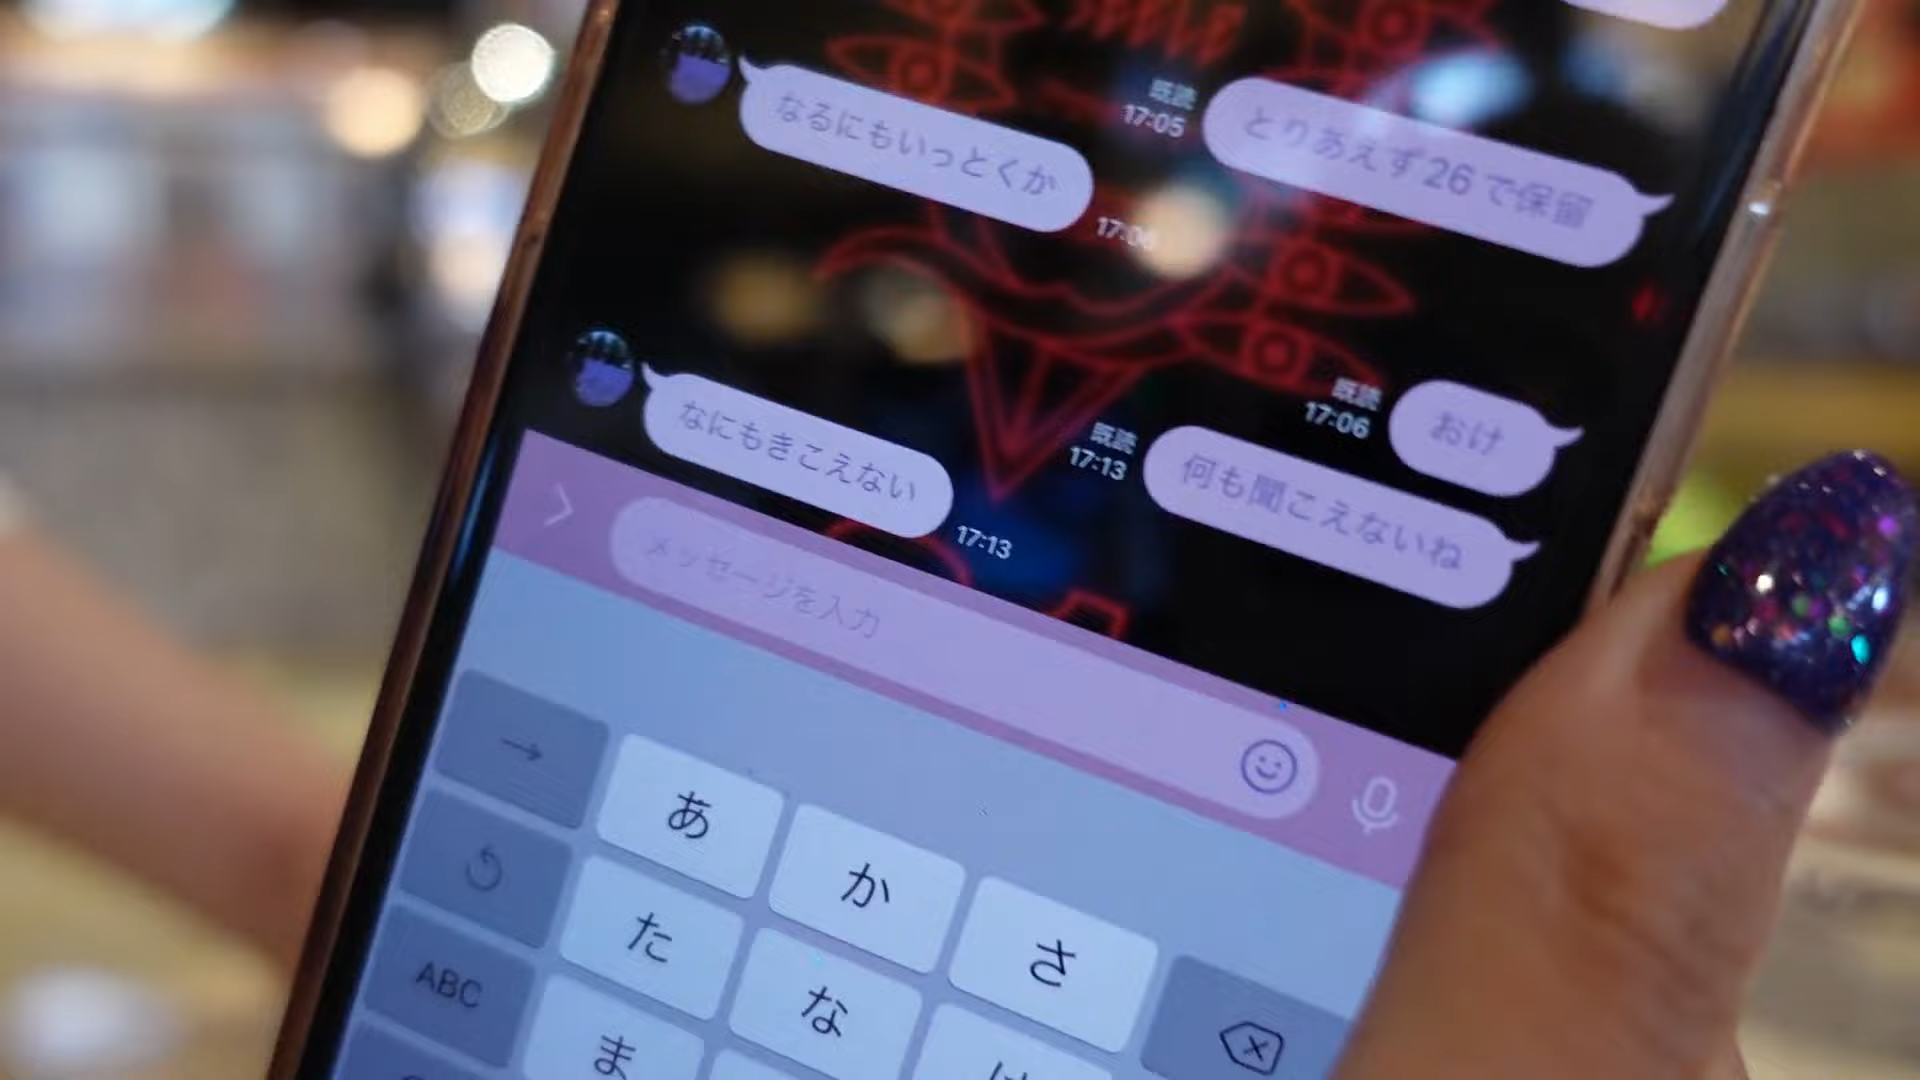 既読
17:05
とりあえず26で保留
なるにもいっとくか
17:06
既読
17:06
おけ
既読
17:13
何も聞こえないね
なにもきこえない
17:13
メッセージを入力
→
あ
か
さ
た
な
ABC
ま
は